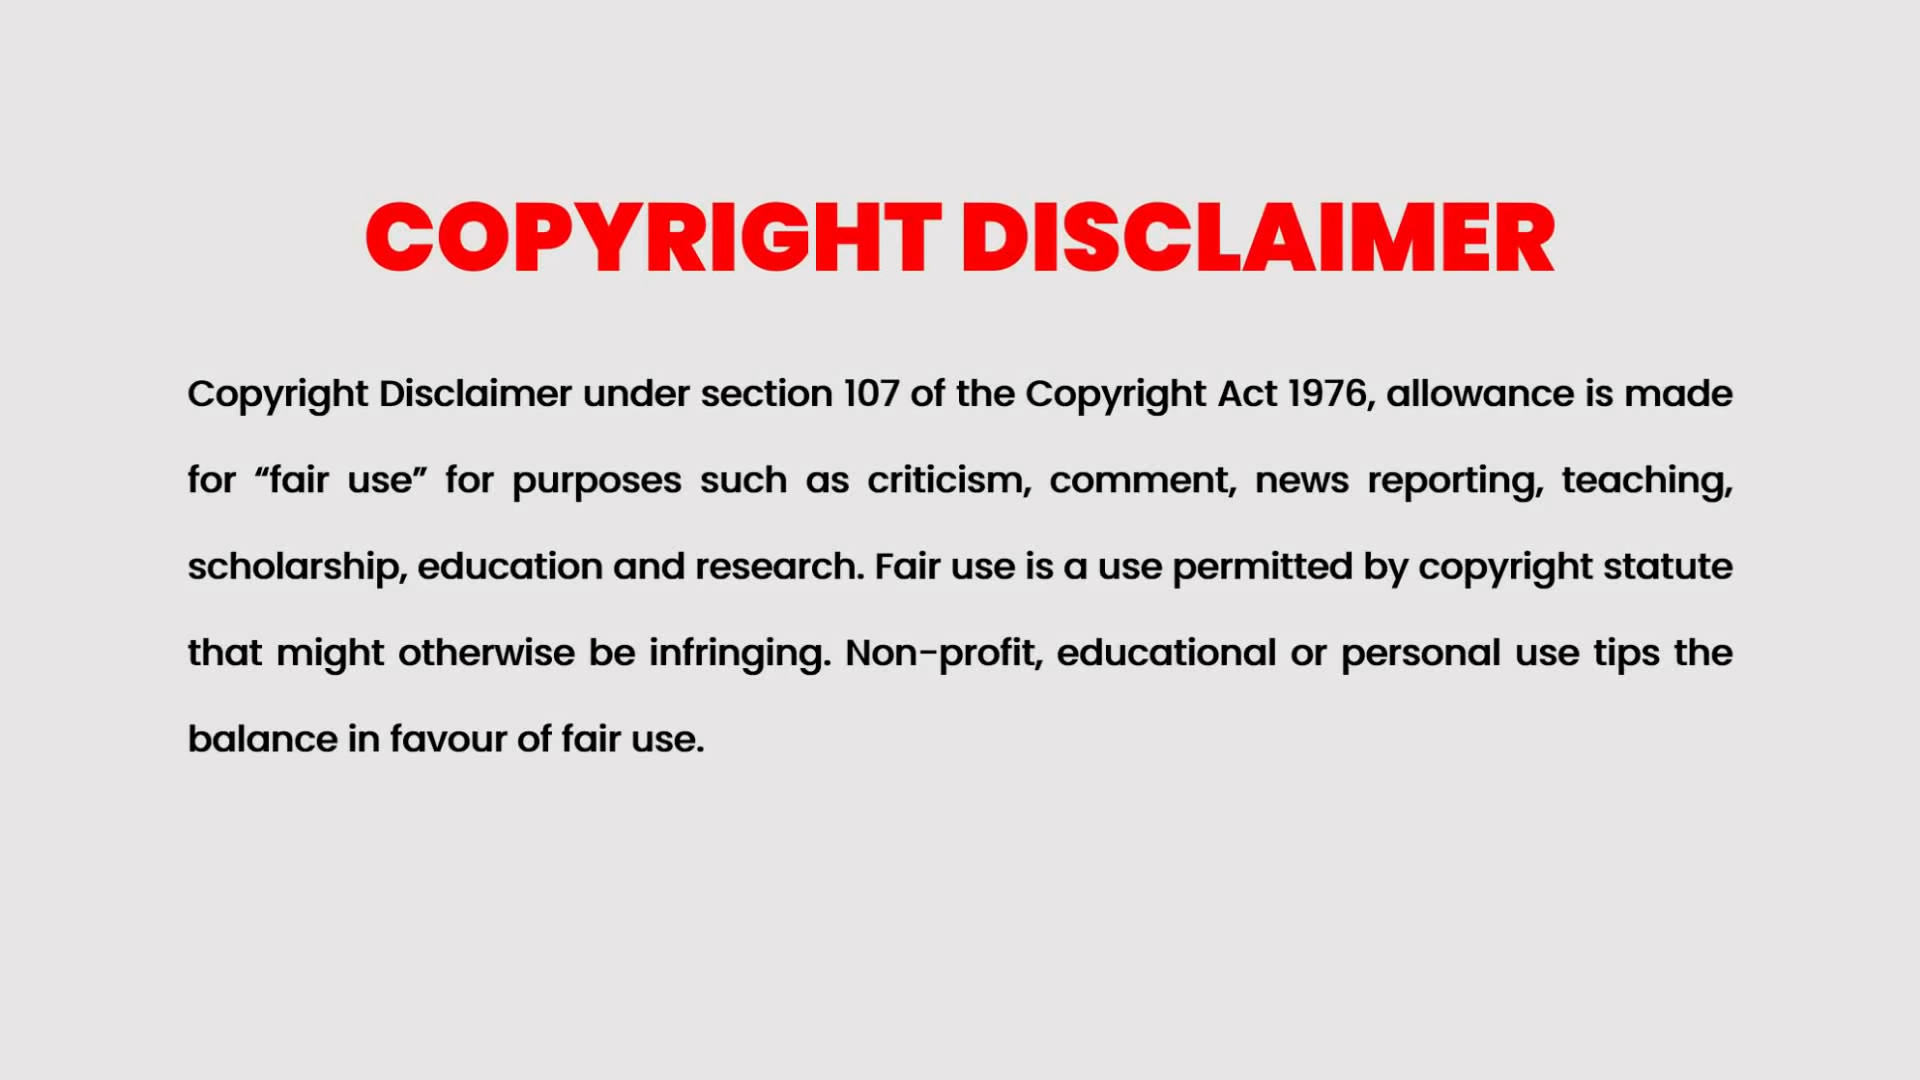 COPYRIGHT DISCLAIMER
Copyright Disclaimer under section 107 of the Copyright Act 1976, allowance is made
for “fair use” for purposes such as criticism, comment, news reporting, teaching,
scholarship, education and research. Fair use is a use permitted by copyright statute
that might otherwise be infringing. Non-profit, educational or personal use tips the
balance in favour of fair use.